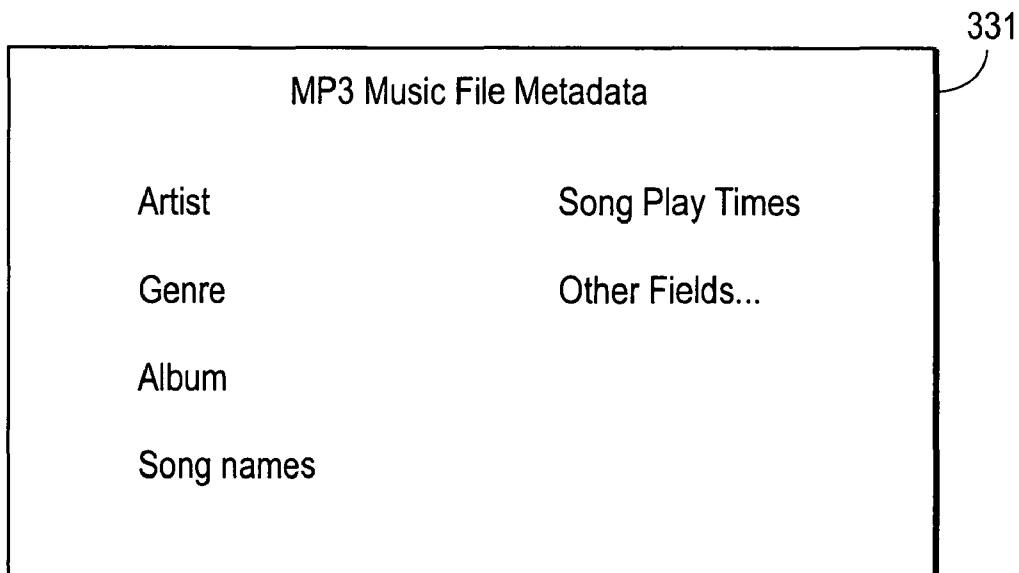 331
MP3 Music File Metadata
Artist
Song Play Times
Genre
Other Fields...
Album
Song names